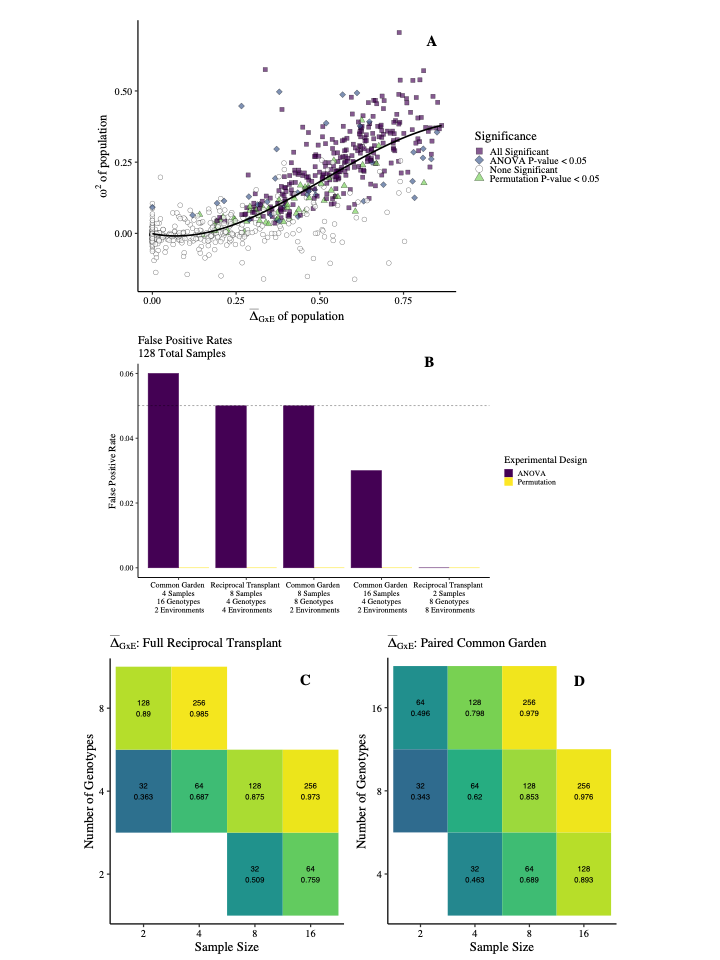 A
0.50
0.25
0.00
ω² of population
0.00
0.25
0.50
0.75
Δ̅GxE of population
Significance
All Significant
ANOVA P-value < 0.05
None Significant
Permutation P-value < 0.05
False Positive Rates
128 Total Samples
B
0.06
0.04
0.02
0.00
False Positive Rate
Common Garden
4 Samples
16 Genotypes
2 Environments
Reciprocal Transplant
8 Samples
4 Genotypes
4 Environments
Common Garden
8 Samples
8 Genotypes
2 Environments
Common Garden
16 Samples
4 Genotypes
2 Environments
Reciprocal Transplant
2 Samples
8 Genotypes
8 Environments
Experimental Design
ANOVA
Permutation
Δ̅GxE: Full Reciprocal Transplant
C
Number of Genotypes
8
4
2
128
0.89
256
0.985
32
0.363
64
0.687
128
0.875
256
0.973
32
0.509
64
0.759
2
4
8
16
Sample Size
Δ̅GxE: Paired Common Garden
D
Number of Genotypes
16
8
4
64
0.496
128
0.798
256
0.979
32
0.343
64
0.62
128
0.853
256
0.976
32
0.463
64
0.689
128
0.893
2
4
8
16
Sample Size